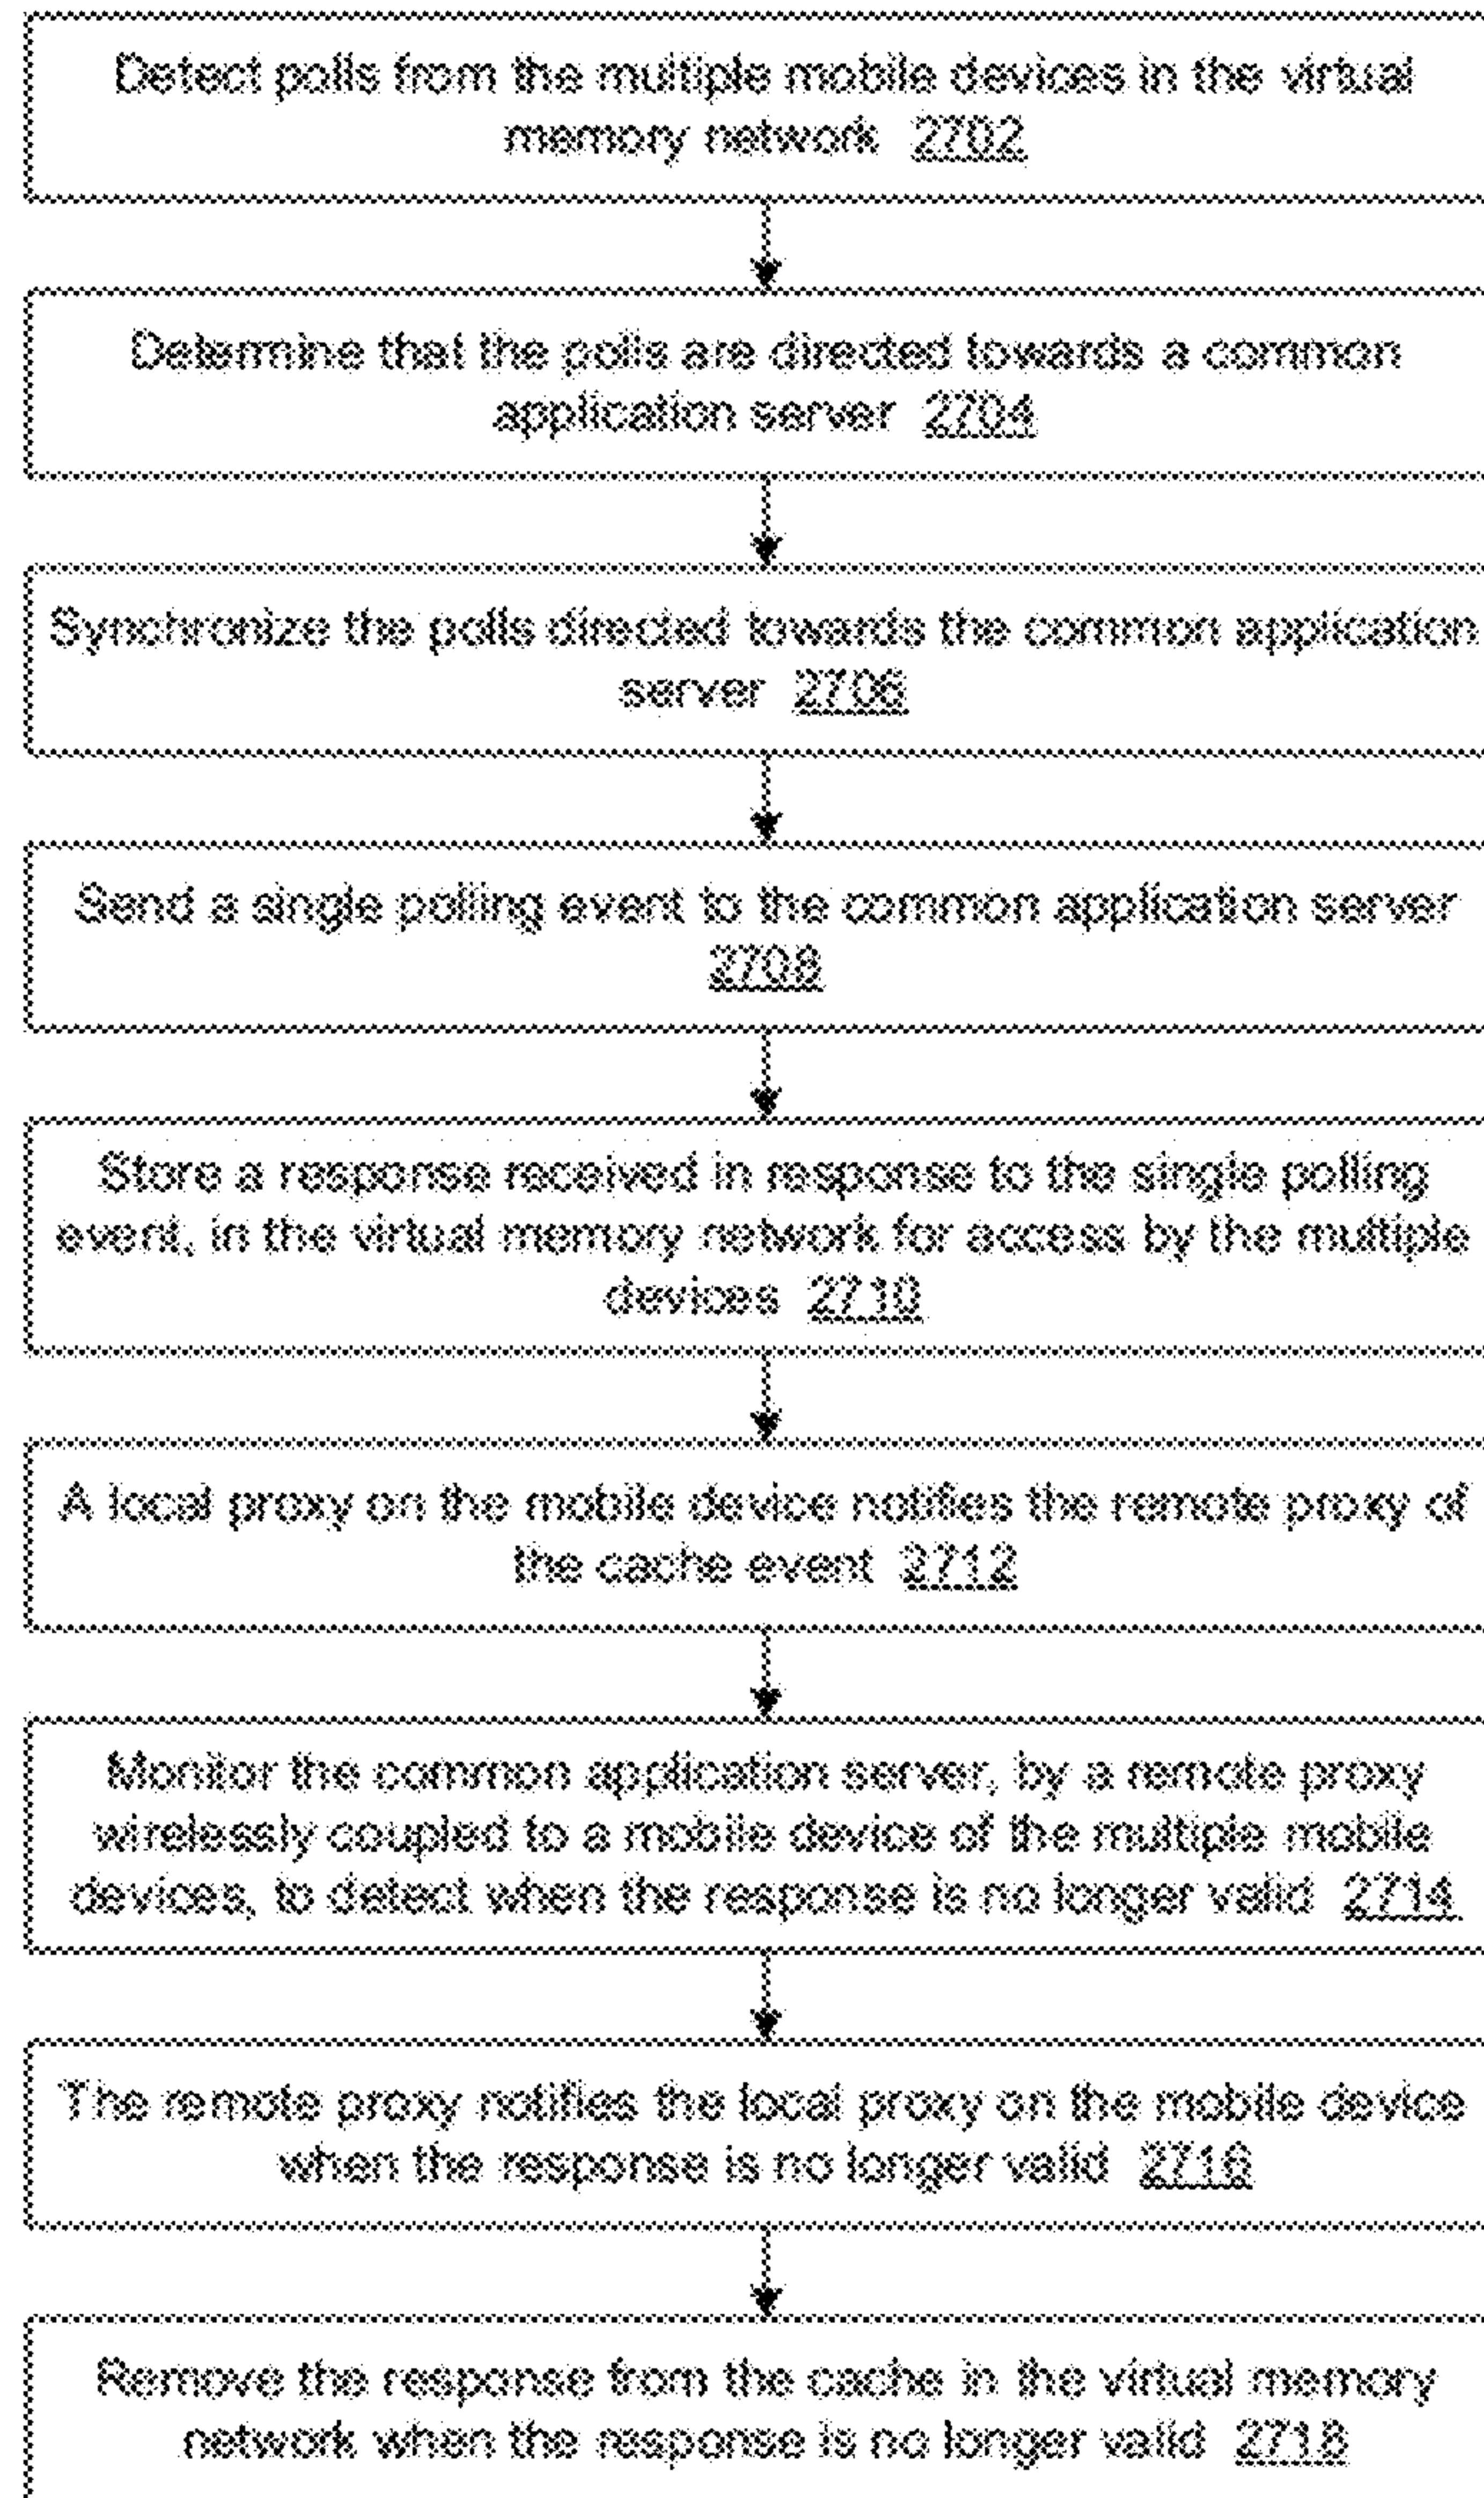 Detect polls from the multiple mobile devices in the virtual
memory network 2702
Determine that the polls are directed towards a common
application server 2704
Synchronize the polls directed towards the common application
server 2706
Send a single polling event to the common application server
2708
Store a response received in response to the single polling
event, in the virtual memory network for access by the multiple
devices 2710
A local proxy on the mobile device notifies the remote proxy of
the cache event 2712
Monitor the common application server, by a remote proxy
wirelessly coupled to a mobile device of the multiple mobile
devices, to detect when the response is no longer valid 2714
The remote proxy notifies the local proxy on the mobile device
when the response is no longer valid 2716
Remove the response from the cache in the virtual memory
network when the response is no longer valid 2718